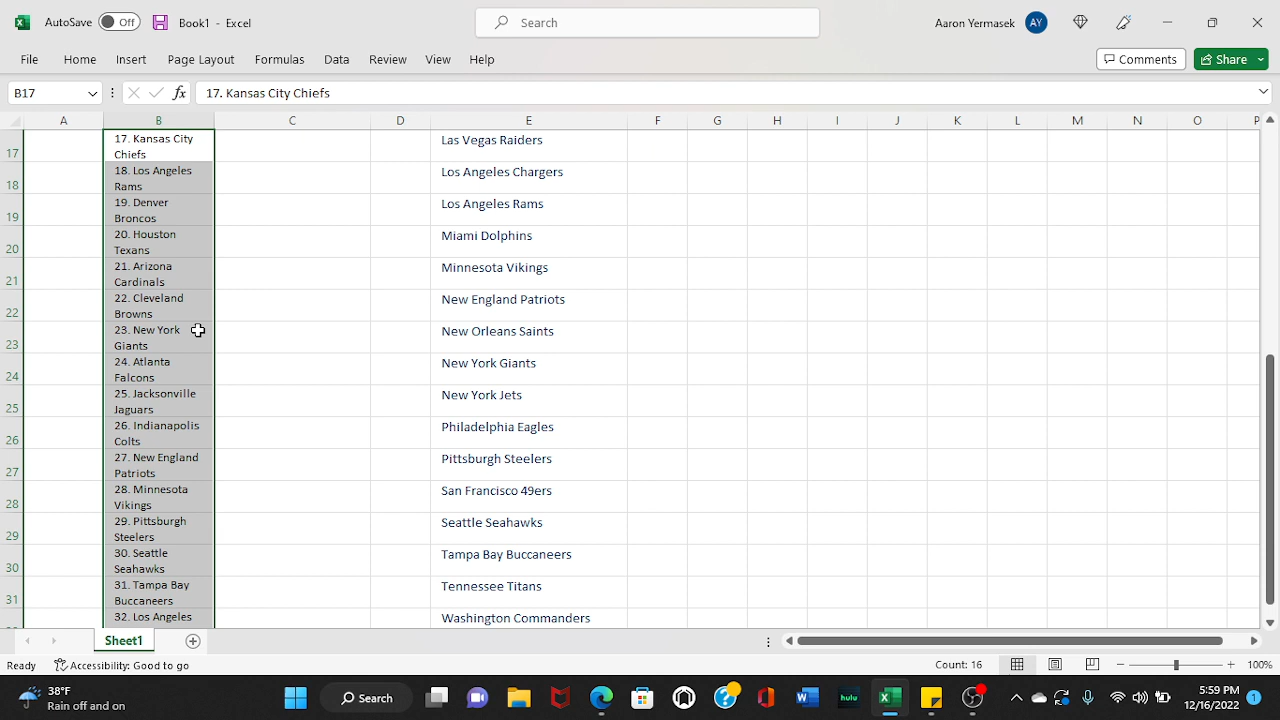 AutoSave Off Book1 - Excel Search Aaron Yermasek AY
File Home Insert Page Layout Formulas Data Review View Help Comments Share
B17 fx 17. Kansas City Chiefs
A B C D E F G H I J K L M N O P
17 17. Kansas City Las Vegas Raiders
Chiefs
18 18. Los Angeles Los Angeles Chargers
Rams
19 19. Denver Los Angeles Rams
Broncos
20 20. Houston Miami Dolphins
Texans
21 21. Arizona Minnesota Vikings
Cardinals
22 22. Cleveland New England Patriots
Browns
23 23. New York New Orleans Saints
Giants
24 24. Atlanta New York Giants
Falcons
25 25. Jacksonville New York Jets
Jaguars
26 26. Indianapolis Philadelphia Eagles
Colts
27 27. New England Pittsburgh Steelers
Patriots
28 28. Minnesota San Francisco 49ers
Vikings
29 29. Pittsburgh Seattle Seahawks
Steelers
30 30. Seattle Tampa Bay Buccaneers
Seahawks
31 31. Tampa Bay Tennessee Titans
Buccaneers
32. Los Angeles Washington Commanders
Sheet1
Ready Accessibility: Good to go Count: 16 100%
38°F
Rain off and on
Search
hulu
5:59 PM
12/16/2022
1